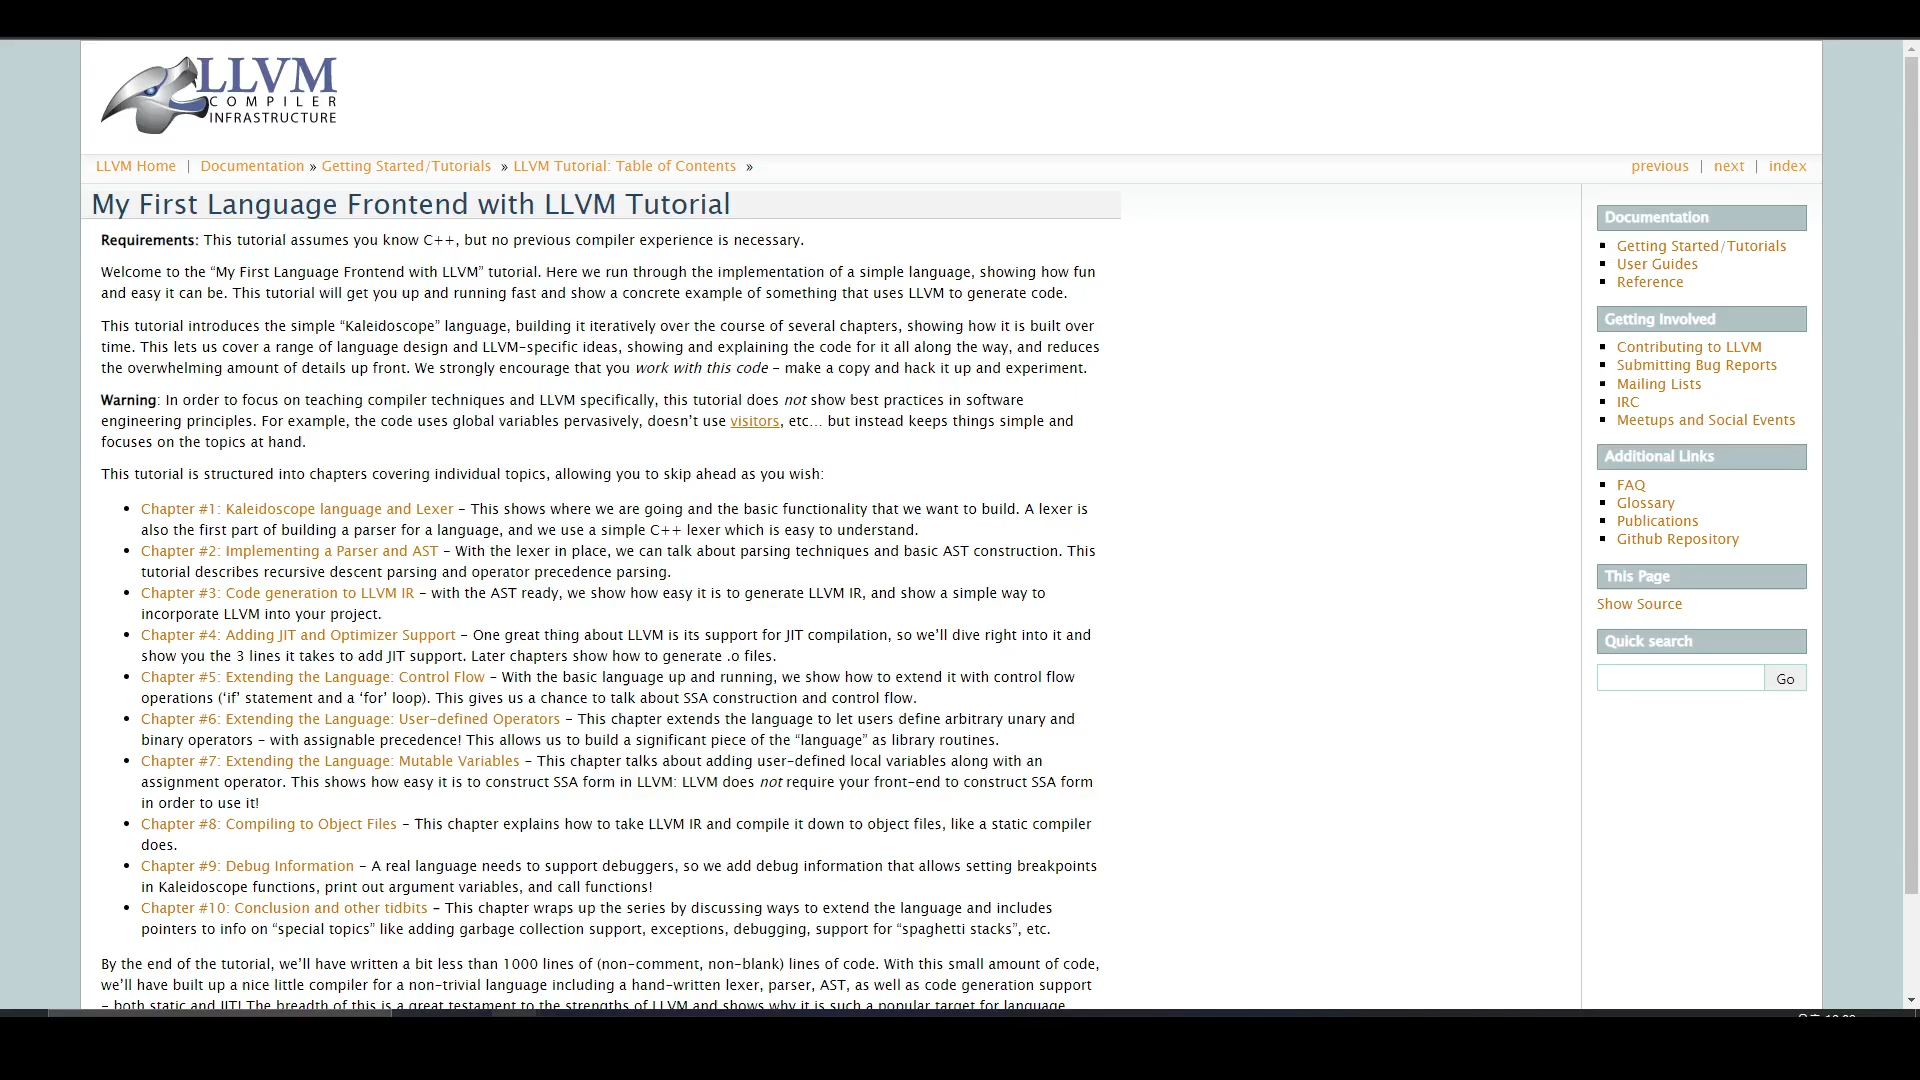 LLVM
COMPILER
INFRASTRUCTURE
LLVM Home | Documentation » Getting Started/Tutorials » LLVM Tutorial: Table of Contents »
previous | next | index
My First Language Frontend with LLVM Tutorial
Requirements: This tutorial assumes you know C++, but no previous compiler experience is necessary.
Welcome to the “My First Language Frontend with LLVM” tutorial. Here we run through the implementation of a simple language, showing how fun
and easy it can be. This tutorial will get you up and running fast and show a concrete example of something that uses LLVM to generate code.
This tutorial introduces the simple “Kaleidoscope” language, building it iteratively over the course of several chapters, showing how it is built over
time. This lets us cover a range of language design and LLVM-specific ideas, showing and explaining the code for it all along the way, and reduces
the overwhelming amount of details up front. We strongly encourage that you work with this code – make a copy and hack it up and experiment.
Warning: In order to focus on teaching compiler techniques and LLVM specifically, this tutorial does not show best practices in software
engineering principles. For example, the code uses global variables pervasively, doesn’t use visitors, etc… but instead keeps things simple and
focuses on the topics at hand.
This tutorial is structured into chapters covering individual topics, allowing you to skip ahead as you wish:
• Chapter #1: Kaleidoscope language and Lexer – This shows where we are going and the basic functionality that we want to build. A lexer is
also the first part of building a parser for a language, and we use a simple C++ lexer which is easy to understand.
• Chapter #2: Implementing a Parser and AST – With the lexer in place, we can talk about parsing techniques and basic AST construction. This
tutorial describes recursive descent parsing and operator precedence parsing.
• Chapter #3: Code generation to LLVM IR – with the AST ready, we show how easy it is to generate LLVM IR, and show a simple way to
incorporate LLVM into your project.
• Chapter #4: Adding JIT and Optimizer Support – One great thing about LLVM is its support for JIT compilation, so we’ll dive right into it and
show you the 3 lines it takes to add JIT support. Later chapters show how to generate .o files.
• Chapter #5: Extending the Language: Control Flow – With the basic language up and running, we show how to extend it with control flow
operations (‘if’ statement and a ‘for’ loop). This gives us a chance to talk about SSA construction and control flow.
• Chapter #6: Extending the Language: User-defined Operators – This chapter extends the language to let users define arbitrary unary and
binary operators – with assignable precedence! This allows us to build a significant piece of the “language” as library routines.
• Chapter #7: Extending the Language: Mutable Variables – This chapter talks about adding user-defined local variables along with an
assignment operator. This shows how easy it is to construct SSA form in LLVM: LLVM does not require your front-end to construct SSA form
in order to use it!
• Chapter #8: Compiling to Object Files – This chapter explains how to take LLVM IR and compile it down to object files, like a static compiler
does.
• Chapter #9: Debug Information – A real language needs to support debuggers, so we add debug information that allows setting breakpoints
in Kaleidoscope functions, print out argument variables, and call functions!
• Chapter #10: Conclusion and other tidbits – This chapter wraps up the series by discussing ways to extend the language and includes
pointers to info on “special topics” like adding garbage collection support, exceptions, debugging, support for “spaghetti stacks”, etc.
By the end of the tutorial, we’ll have written a bit less than 1000 lines of (non-comment, non-blank) lines of code. With this small amount of code,
we’ll have built up a nice little compiler for a non-trivial language including a hand-written lexer, parser, AST, as well as code generation support
– both static and JIT! The breadth of this is a great testament to the strengths of LLVM and shows why it is such a popular target for language
Documentation
Getting Started/Tutorials
User Guides
Reference
Getting Involved
Contributing to LLVM
Submitting Bug Reports
Mailing Lists
IRC
Meetups and Social Events
Additional Links
FAQ
Glossary
Publications
Github Repository
This Page
Show Source
Quick search
Go